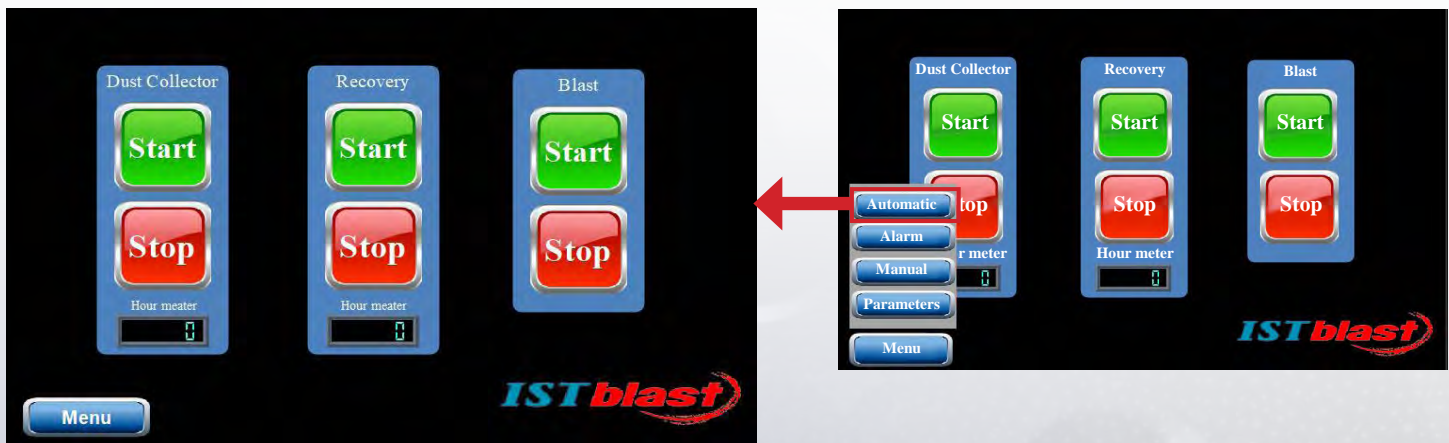 Dust Collector
Start
Stop
Hour meater
0
Recovery
Start
Stop
Hour meater
0
Blast
Start
Stop
Menu
ISTblast
Dust Collector
Start
top
r meter
0
Recovery
Start
Stop
Hour meter
0
Blast
Start
Stop
Automatic
Alarm
Manual
Parameters
Menu
ISTblast